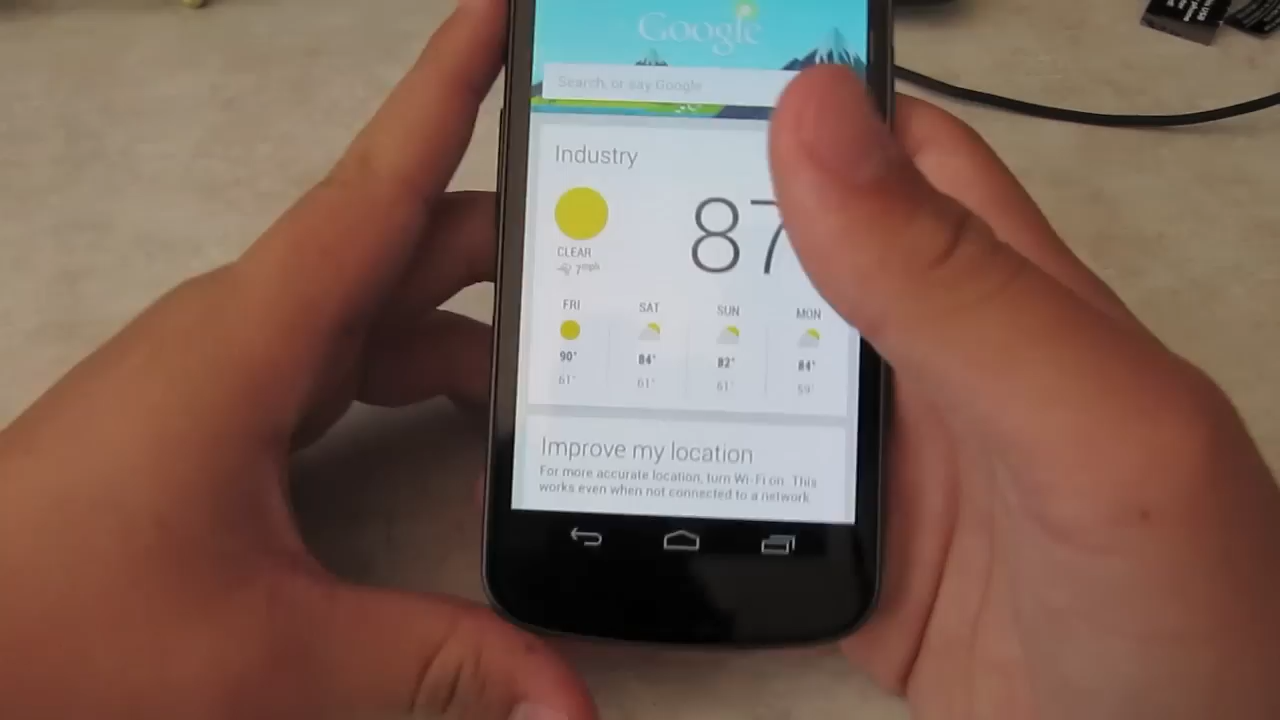 Google
Search, or say Google
Industry
87
CLEAR
7mph
FRI SAT SUN MON
90° 84° 82° 84°
61° 61° 61° 59°
Improve my location
For more accurate location, turn Wi-Fi on. This
works even when not connected to a network.